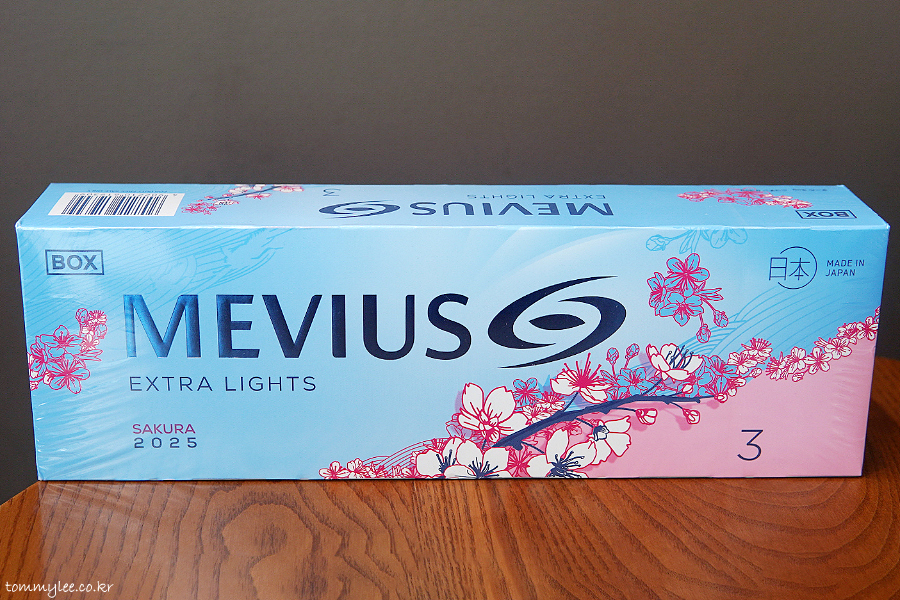 3
EXTRA LIGHTS
MEVIUS
BOX
BOX
MEVIUS
EXTRA LIGHTS
SAKURA
2025
日本
MADE IN
JAPAN
3
tommylee.co.kr